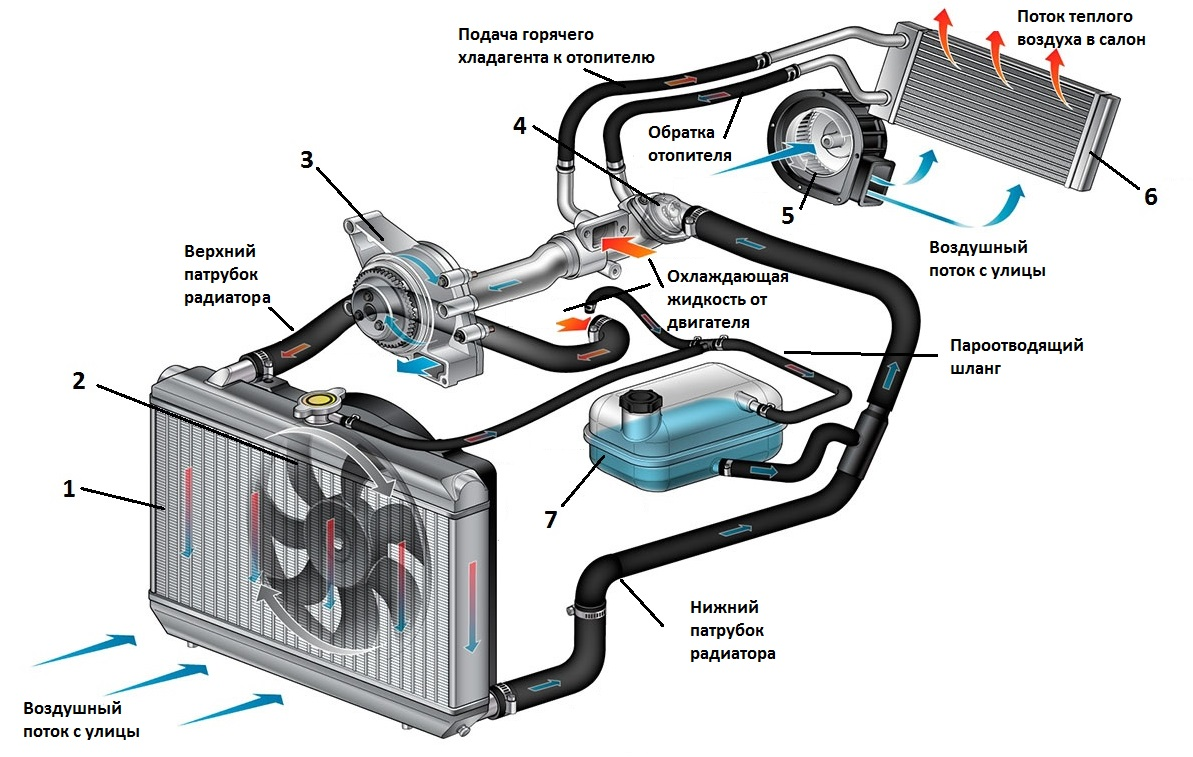 Подача горячего
хладагента к отопителю
Поток теплого
воздуха в салон
4
Обратка
отопителя
3
5
6
Верхний
патрубок
радиатора
Воздушный
поток с улицы
Охлаждающая
жидкость от
двигателя
Пароотводящий
шланг
2
1
7
Нижний
патрубок
радиатора
Воздушный
поток с улицы